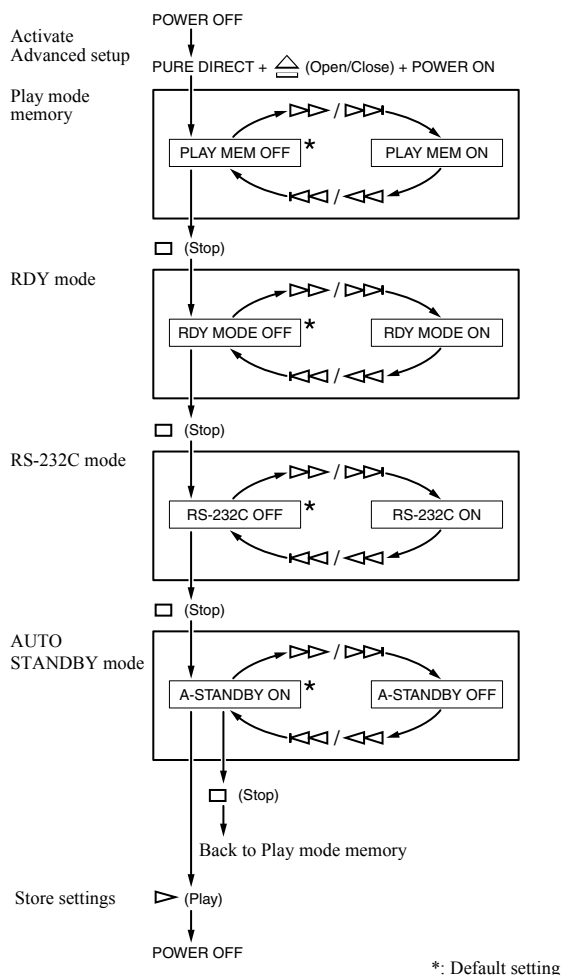 POWER OFF
Activate
Advanced setup
PURE DIRECT + (Open/Close) + POWER ON
Play mode
memory
/
PLAY MEM OFF *
PLAY MEM ON
/
(Stop)
RDY mode
/
RDY MODE OFF *
RDY MODE ON
/
(Stop)
RS-232C mode
/
RS-232C OFF *
RS-232C ON
/
(Stop)
AUTO
STANDBY mode
/
A-STANDBY ON *
A-STANDBY OFF
/
(Stop)
Back to Play mode memory
Store settings
(Play)
POWER OFF
*: Default setting